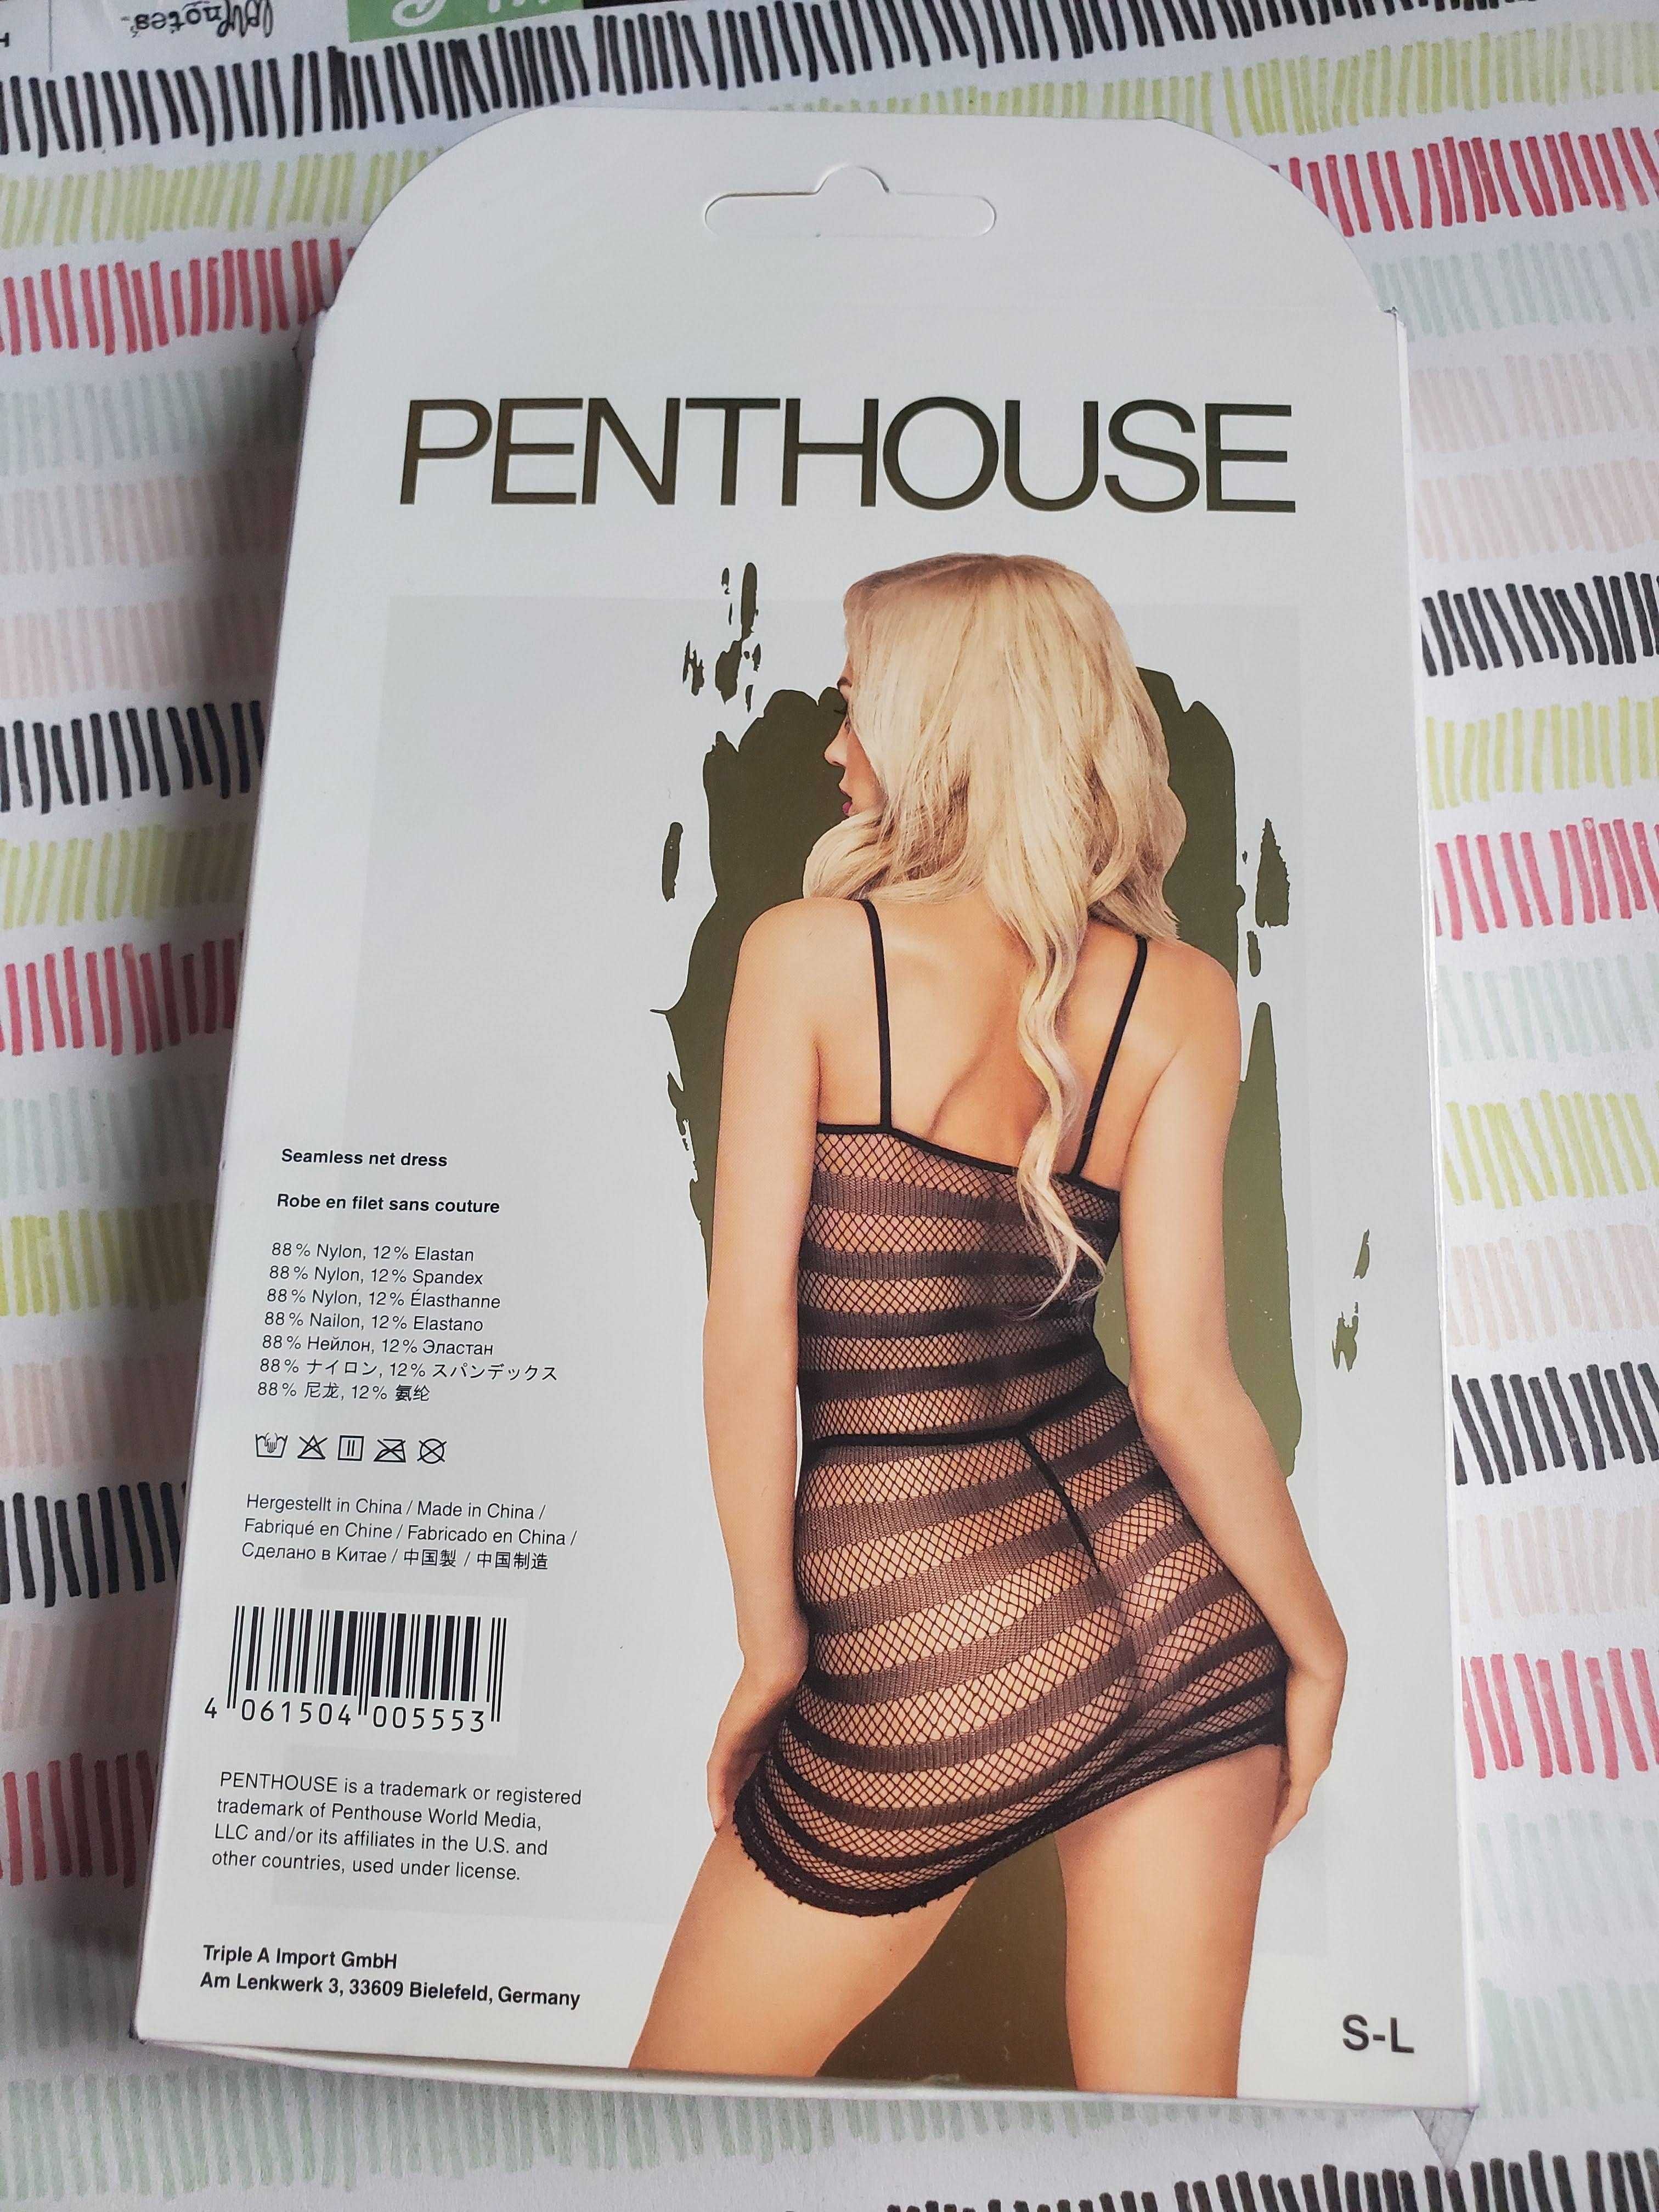 notes
PENTHOUSE
Seamless net dress
Robe en filet sans couture
88 % Nylon, 12 % Elastan
88 % Nylon, 12 % Spandex
88 % Nylon, 12 % Élasthanne
88 % Nailon, 12 % Elastano
88 % Нейлон, 12 % Эластан
88 % ナイロン, 12 % スパンデックス
88 % 尼龙, 12 % 氨纶
Hergestellt in China / Made in China /
Fabriqué en Chine / Fabricado en China /
Сделано в Китае / 中国製 / 中国制造
4 061504 005553
PENTHOUSE is a trademark or registered
trademark of Penthouse World Media,
LLC and/or its affiliates in the U.S. and
other countries, used under license.
Triple A Import GmbH
Am Lenkwerk 3, 33609 Bielefeld, Germany
S-L